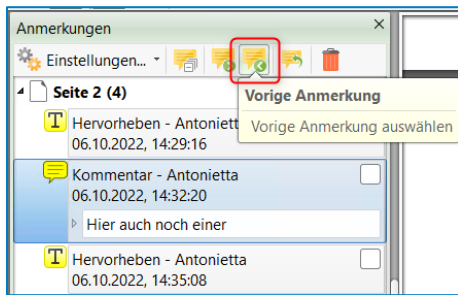 Anmerkungen
Einstellungen...
Seite 2 (4)
Vorige Anmerkung
Vorige Anmerkung auswählen
T Hervorheben - Antoniett
06.10.2022, 14:29:16
Kommentar - Antonietta
06.10.2022, 14:32:20
Hier auch noch einer
T Hervorheben - Antonietta
06.10.2022, 14:35:08